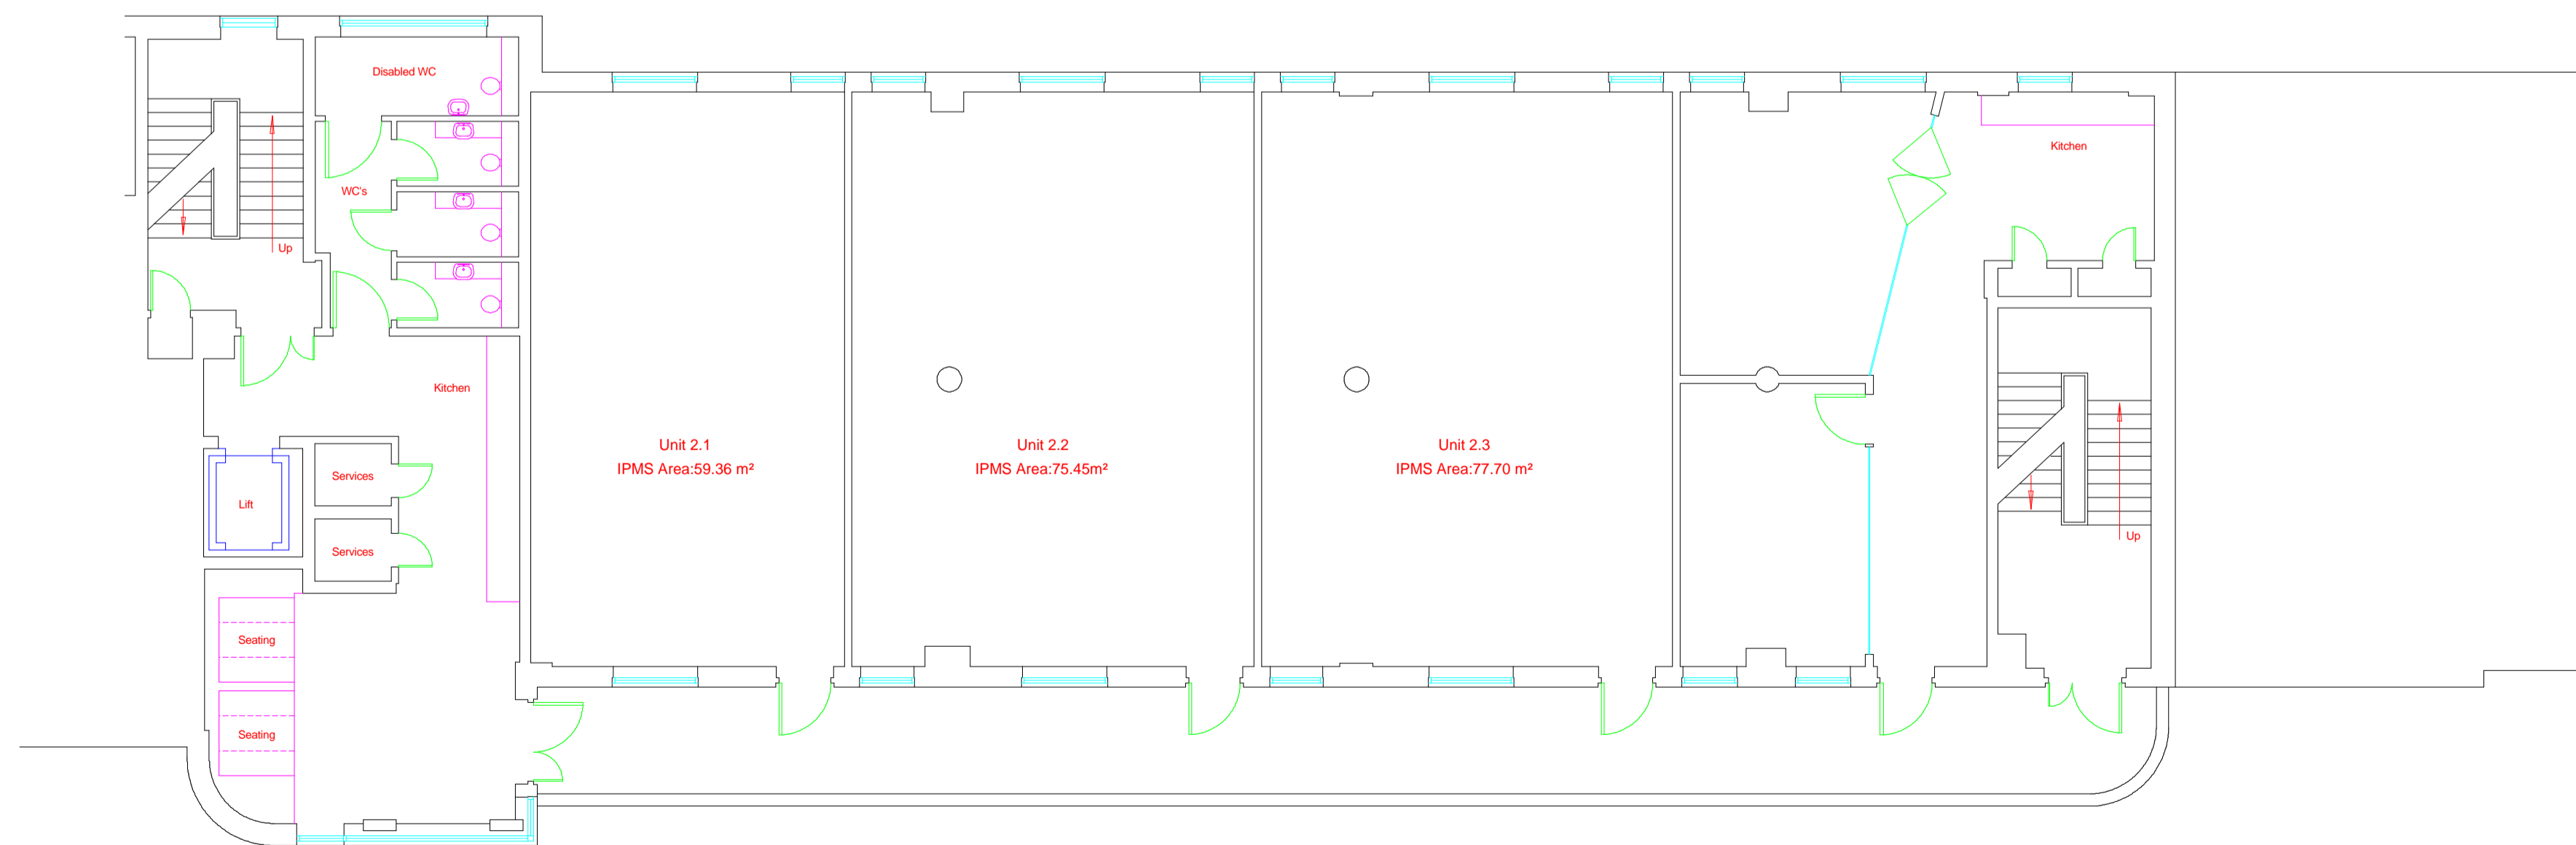 Disabled WC
WC's
Up
Kitchen
Services
Lift
Services
Seating
Seating
Unit 2.1
IPMS Area:59.36 m²
Unit 2.2
IPMS Area:75.45m²
Unit 2.3
IPMS Area:77.70 m²
Kitchen
Up